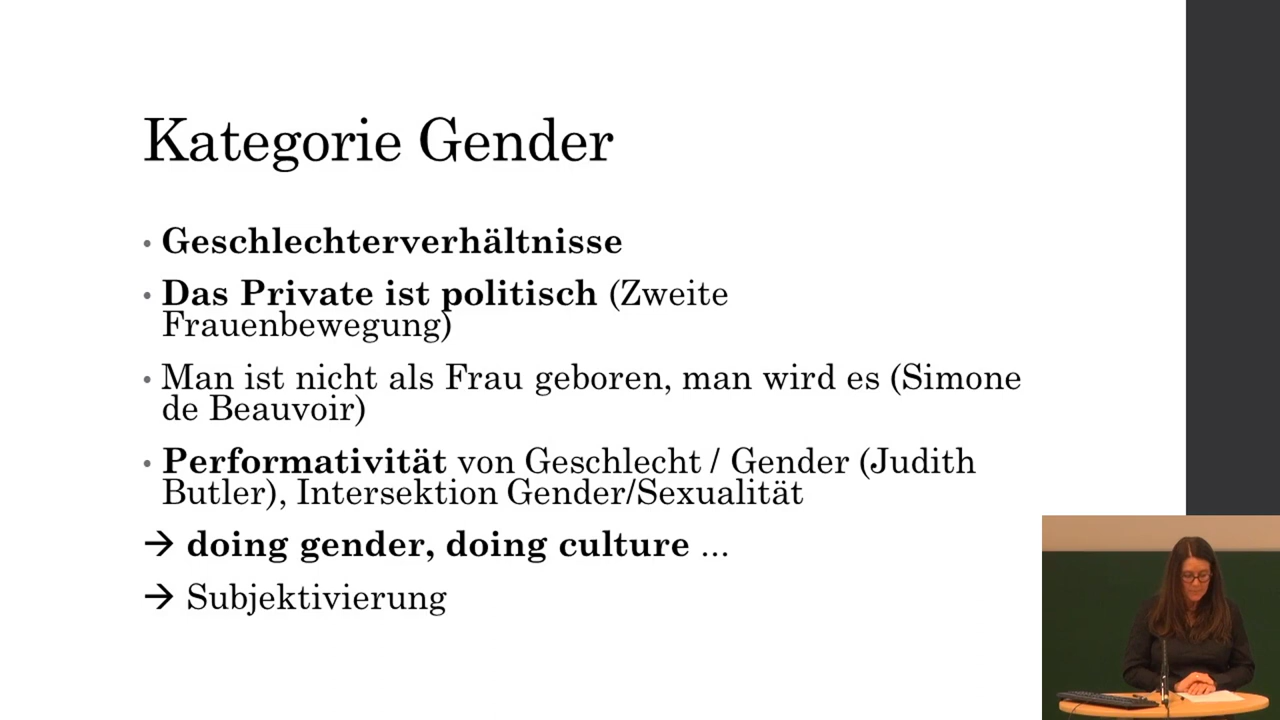 Kategorie Gender
• Geschlechterverhältnisse
• Das Private ist politisch (Zweite
Frauenbewegung)
• Man ist nicht als Frau geboren, man wird es (Simone
de Beauvoir)
• Performativität von Geschlecht / Gender (Judith
Butler), Intersektion Gender/Sexualität
→ doing gender, doing culture ...
→ Subjektivierung